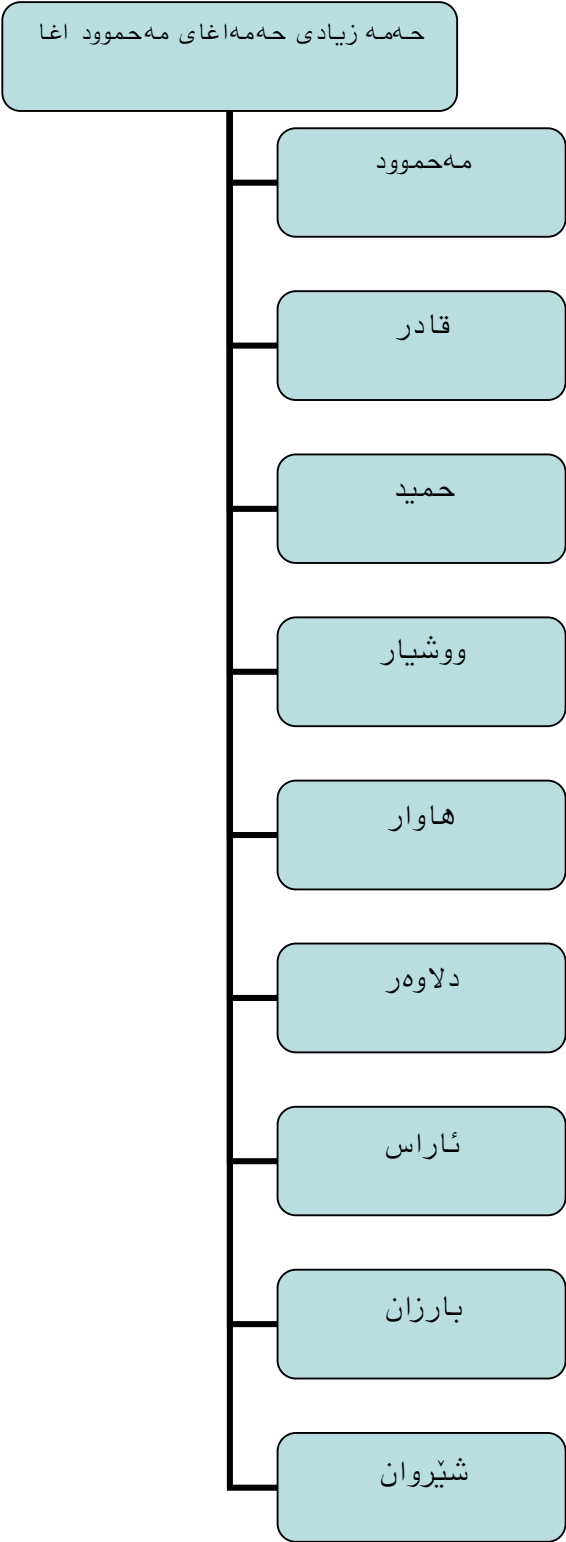 حەمە زیادی حەمەاغای مەحموود اغا
مەحموود
قادر
حمید
ووشیار
هاوار
دلاوەر
ئاراس
بارزان
شێروان